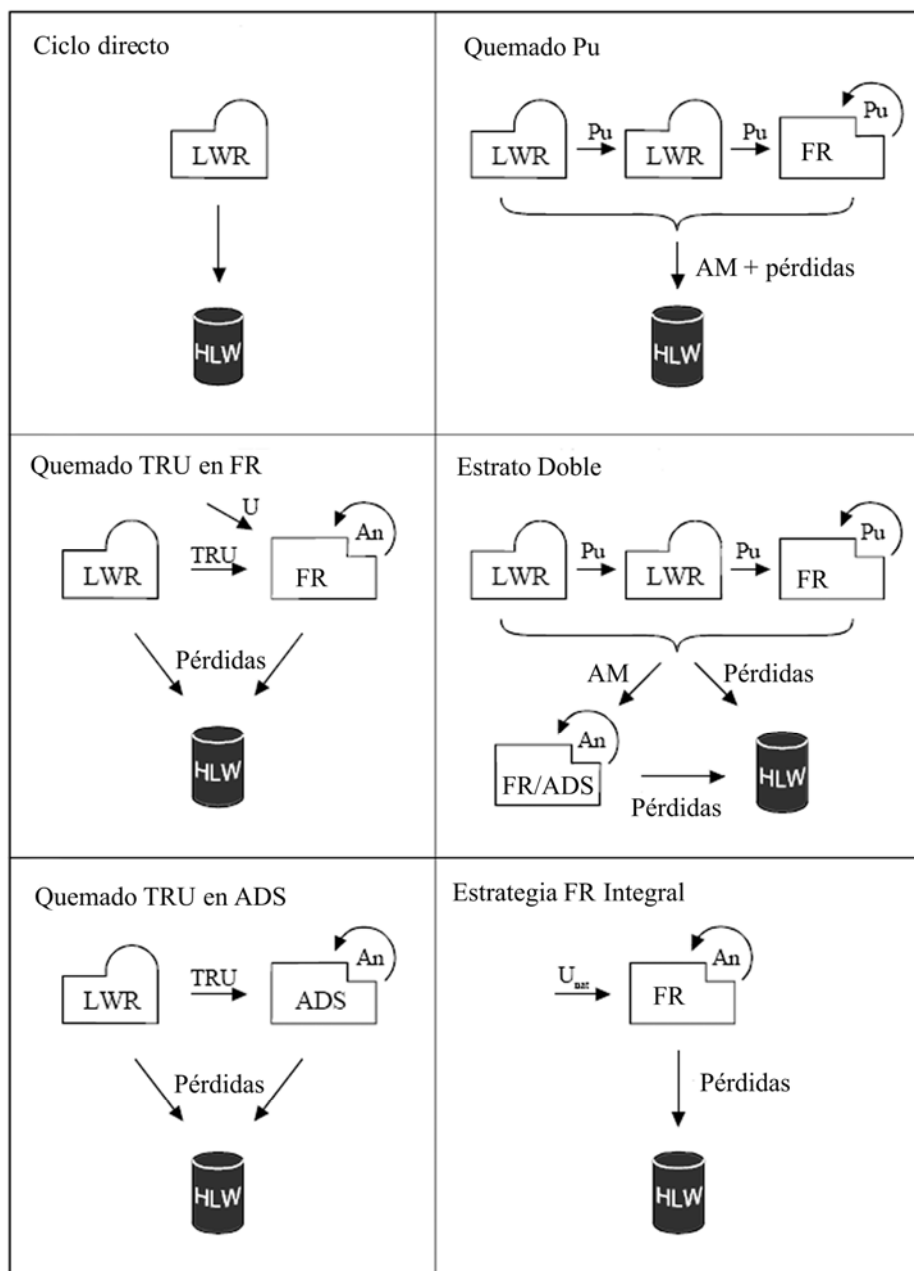 Ciclo directo
LWR
HLW
Quemado Pu
LWR
Pu
LWR
Pu
FR
Pu
AM + pérdidas
HLW
Quemado TRU en FR
LWR
TRU
U
FR
An
Pérdidas
HLW
Estrato Doble
LWR
Pu
LWR
Pu
FR
Pu
AM
Pérdidas
FR/ADS
An
Pérdidas
HLW
Quemado TRU en ADS
LWR
TRU
ADS
An
Pérdidas
HLW
Estrategia FR Integral
Unat
FR
An
Pérdidas
HLW